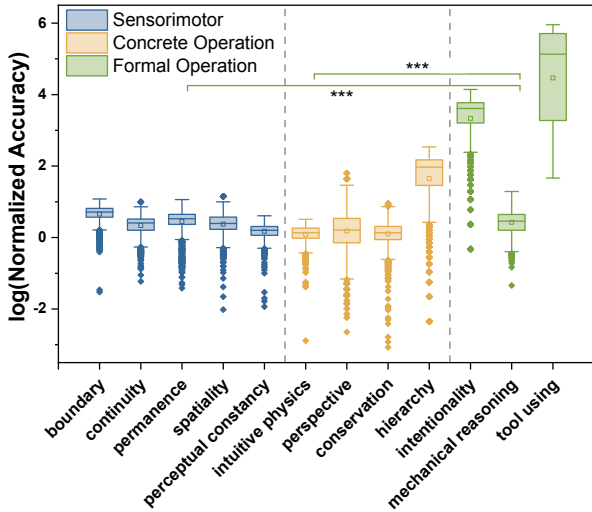 Sensorimotor
Concrete Operation
Formal Operation
***
***
log(Normalized Accuracy)
6
4
2
0
-2
boundary
continuity
permanence
spatiality
perceptual constancy
intuitive physics
perspective
conservation
hierarchy
intentionality
mechanical reasoning
tool using